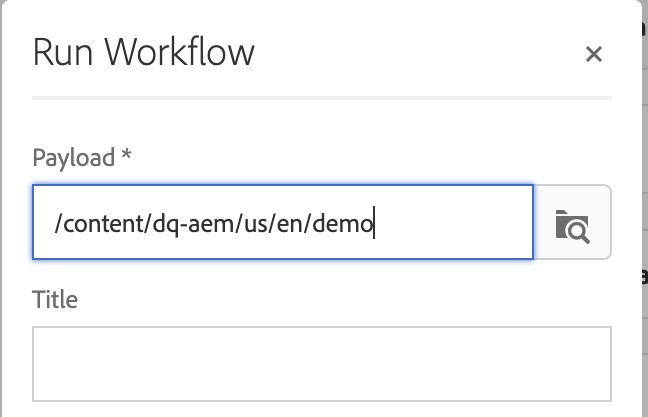 Run Workflow
Payload *
/content/dq-aem/us/en/demo
Title